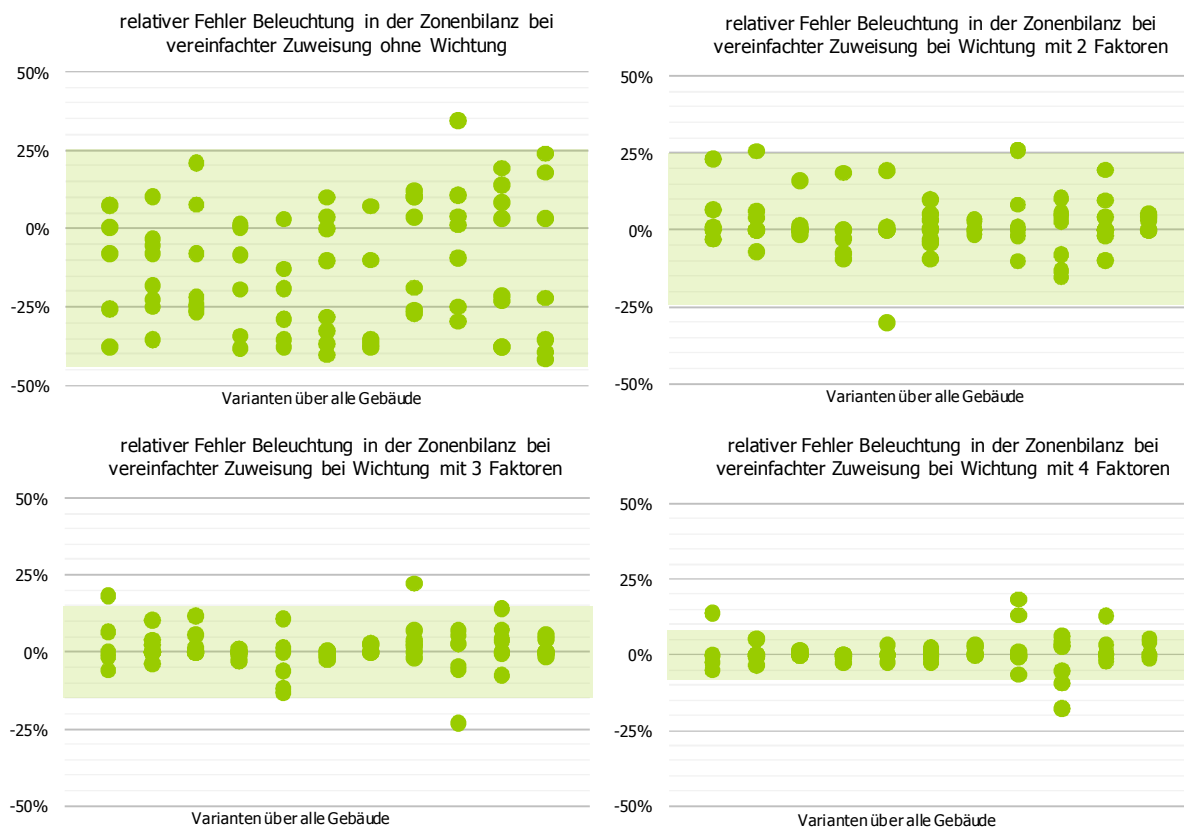 relativer Fehler Beleuchtung in der Zonenbilanz bei
vereinfachter Zuweisung ohne Wichtung
50%
25%
0%
-25%
-50%
Varianten über alle Gebäude
relativer Fehler Beleuchtung in der Zonenbilanz bei
vereinfachter Zuweisung bei Wichtung mit 2 Faktoren
50%
25%
0%
-25%
-50%
Varianten über alle Gebäude
relativer Fehler Beleuchtung in der Zonenbilanz bei
vereinfachter Zuweisung bei Wichtung mit 3 Faktoren
50%
25%
0%
-25%
-50%
Varianten über alle Gebäude
relativer Fehler Beleuchtung in der Zonenbilanz bei
vereinfachter Zuweisung bei Wichtung mit 4 Faktoren
50%
25%
0%
-25%
-50%
Varianten über alle Gebäude